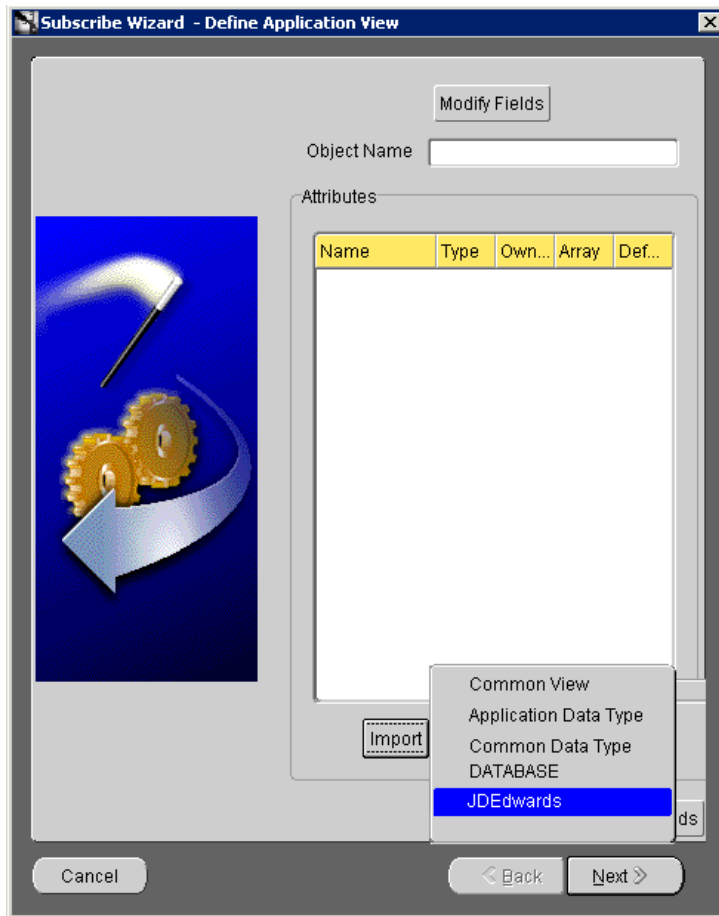 Subscribe Wizard - Define Application View
Modify Fields
Object Name
Attributes
Name Type Own... Array Def...
Import
Common View
Application Data Type
Common Data Type
DATABASE
JDEdwards
ds
Cancel
Back Next